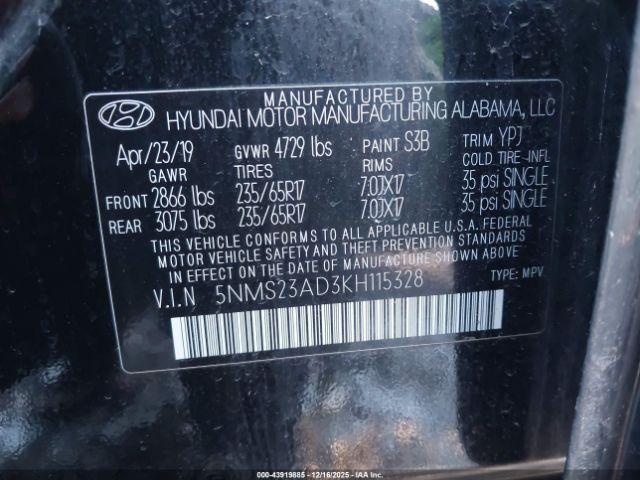 MANUFACTURED BY
HYUNDAI MOTOR MANUFACTURING ALABAMA, LLC
Apr/23/19 GVWR 4729 lbs PAINT S3B TRIM YPJ
GAWR TIRES RIMS COLD TIRE INFL
FRONT 2866 lbs 235/65R17 7.0JX17 35 psi SINGLE
REAR 3075 lbs 235/65R17 7.0JX17 35 psi SINGLE
THIS VEHICLE CONFORMS TO ALL APPLICABLE U.S.A. FEDERAL
MOTOR VEHICLE SAFETY AND THEFT PREVENTION STANDARDS
IN EFFECT ON THE DATE OF MANUFACTURE SHOWN ABOVE
V.I.N 5NMS23AD3KH115328 TYPE: MPV
Stock: 43919885 - 12/16/2025 - © IAA, Inc.